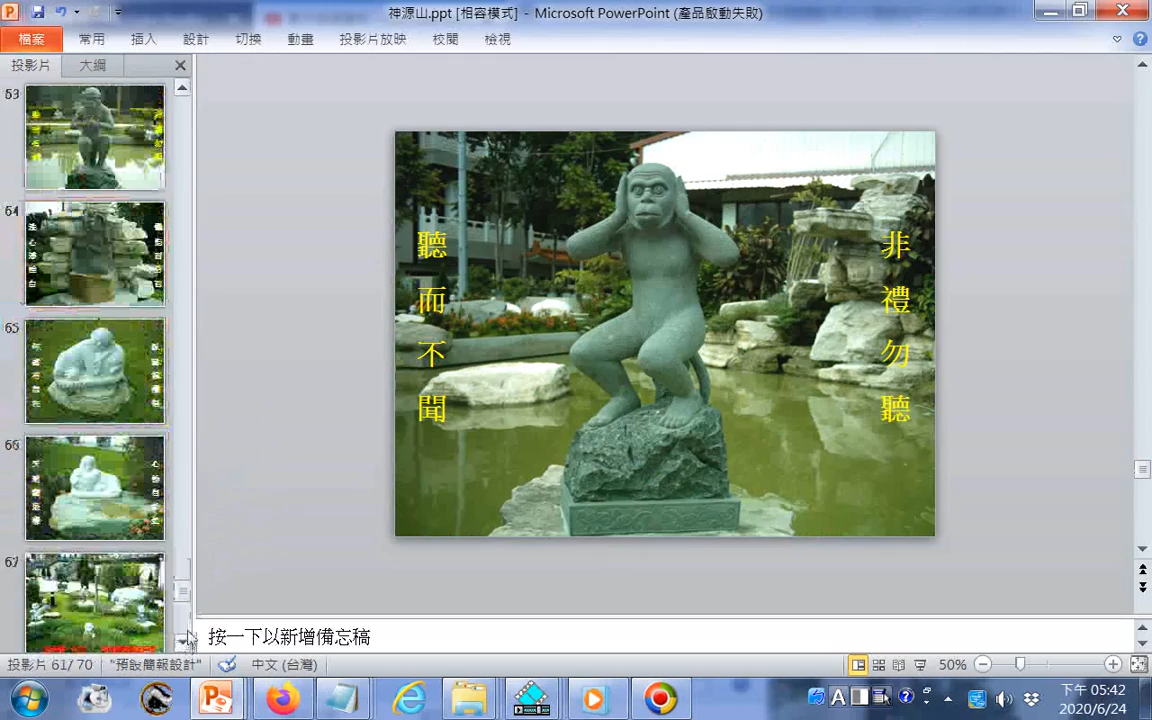 神源山.ppt [相容模式] - Microsoft PowerPoint (產品啟動失敗)
檔案 常用 插入 設計 切換 動畫 投影片放映 校閱 檢視
投影片 大綱
64
65
66
67
聽而不聞
非禮勿聽
按一下以新增備忘稿
投影片 61/ 70 "預設簡報設計" 中文 (台灣) 50%
下午 05:42
2020/6/24